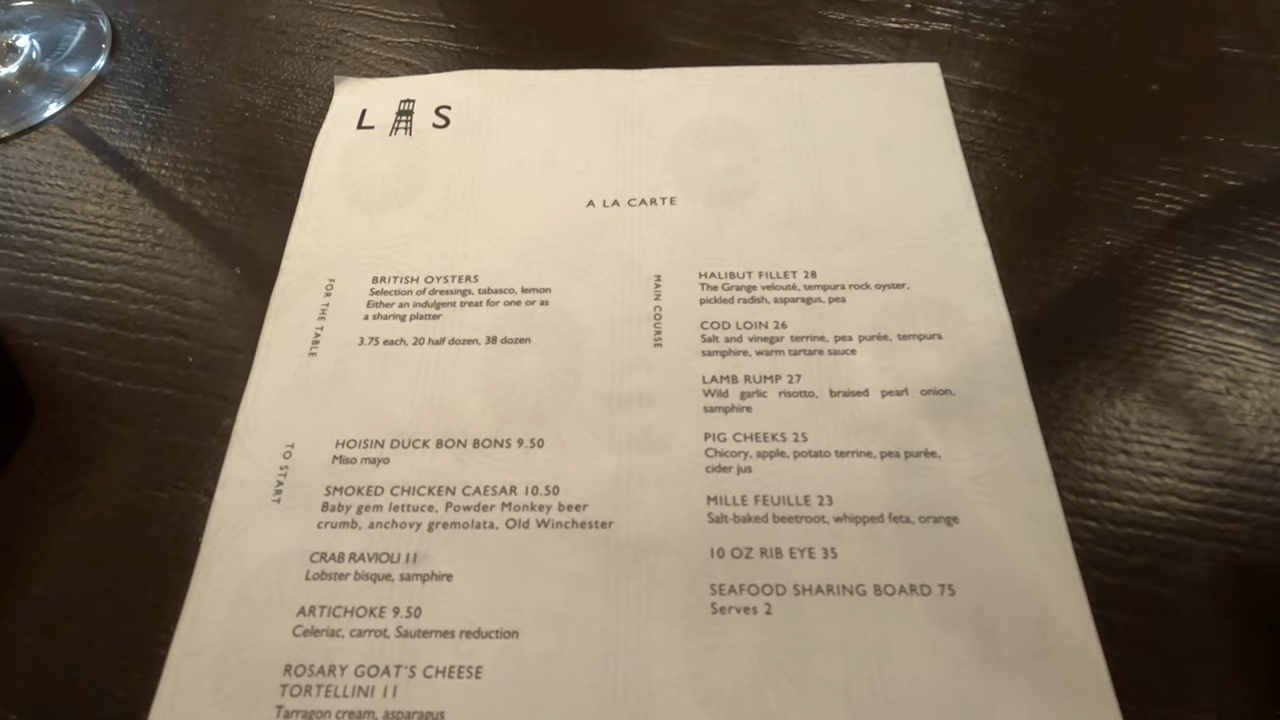 L S
A LA CARTE
FOR THE TABLE
BRITISH OYSTERS
Selection of dressings, tabasco, lemon
Either an indulgent treat for one or as
a sharing platter
3.75 each, 20 half dozen, 38 dozen
TO START
HOISIN DUCK BON BONS 9.50
Miso mayo
SMOKED CHICKEN CAESAR 10.50
Baby gem lettuce, Powder Monkey beer
crumb, anchovy gremolata, Old Winchester
CRAB RAVIOLI 11
Lobster bisque, samphire
ARTICHOKE 9.50
Celeriac, carrot, Sauternes reduction
ROSARY GOAT'S CHEESE
TORTELLINI 11
Tarragon cream, asparagus
MAIN COURSE
HALIBUT FILLET 28
The Grange velouté, tempura rock oyster,
pickled radish, asparagus, pea
COD LOIN 26
Salt and vinegar terrine, pea purée, tempura
samphire, warm tartare sauce
LAMB RUMP 27
Wild garlic risotto, braised pearl onion,
samphire
PIG CHEEKS 25
Chicory, apple, potato terrine, pea purée,
cider jus
MILLE FEUILLE 23
Salt-baked beetroot, whipped feta, orange
10 OZ RIB EYE 35
SEAFOOD SHARING BOARD 75
Serves 2